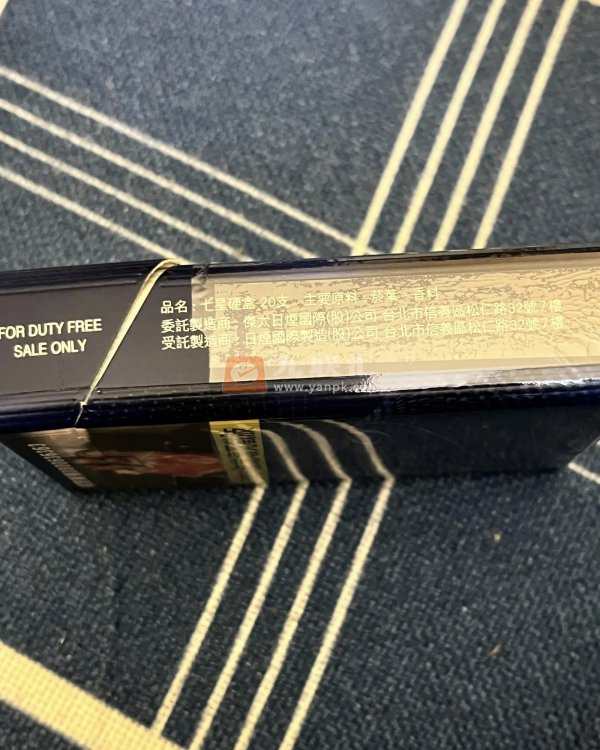 FOR DUTY FREE
SALE ONLY
品名：七星硬盒 20支 主要原料：菸葉、香料
委託製造商：傑太日煙國際(股)公司 台北市信義區松仁路32號7樓
受託製造商：日煙國際製造(股)公司 台北市信義區松仁路32號7樓
www.yanpk.c